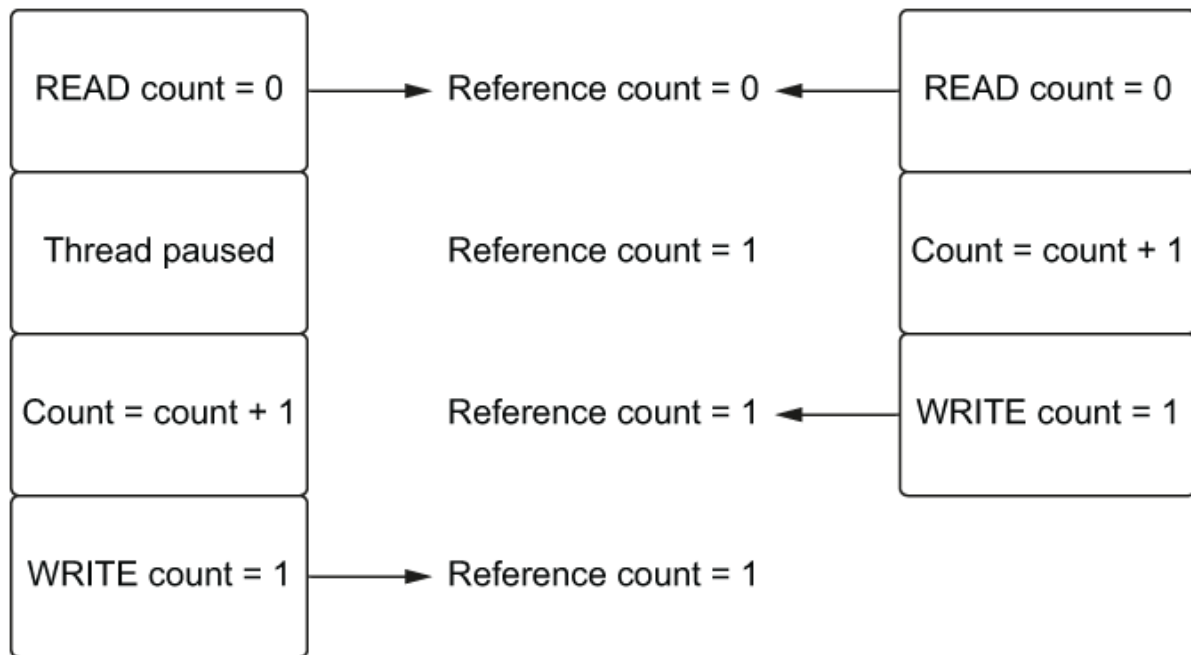 READ count = 0
Reference count = 0
READ count = 0
Thread paused
Reference count = 1
Count = count + 1
Count = count + 1
Reference count = 1
WRITE count = 1
WRITE count = 1
Reference count = 1